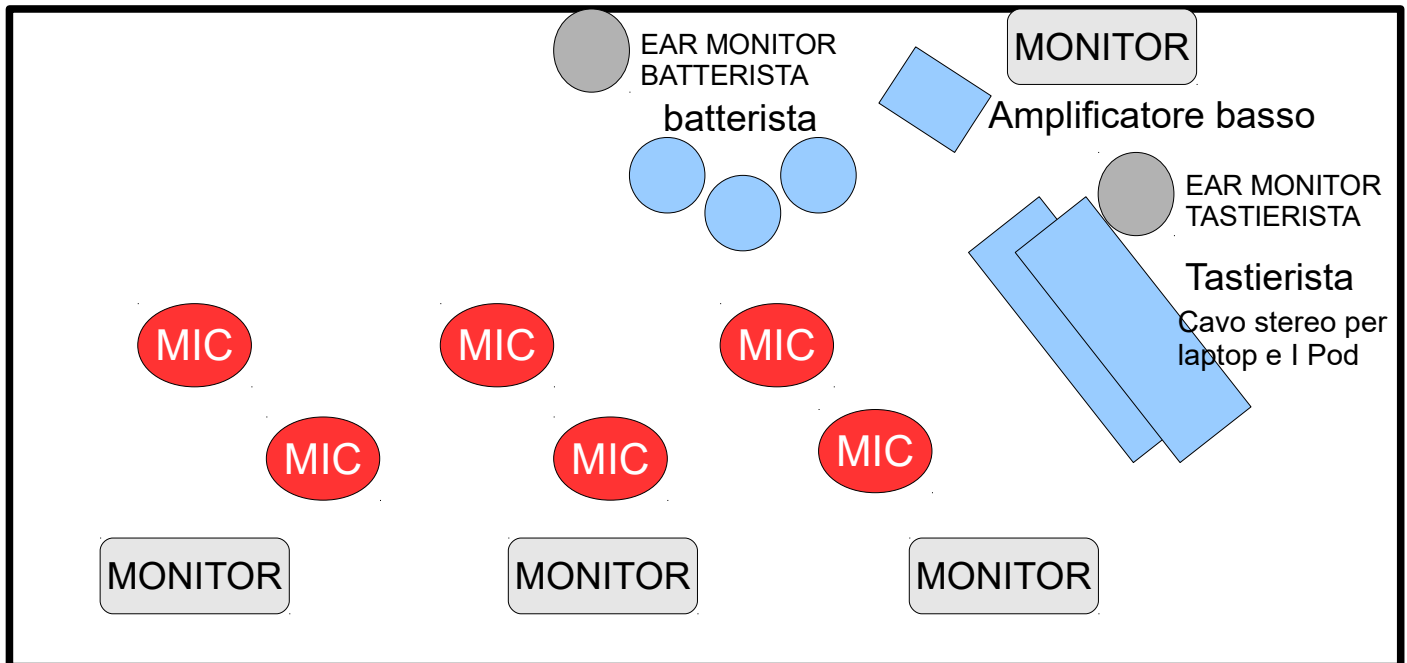 EAR MONITOR
BATTERISTA
MONITOR
batterista
Amplificatore basso
EAR MONITOR
TASTIERISTA
Tastierista
Cavo stereo per
laptop e I Pod
MIC
MIC
MIC
MIC
MIC
MIC
MONITOR
MONITOR
MONITOR